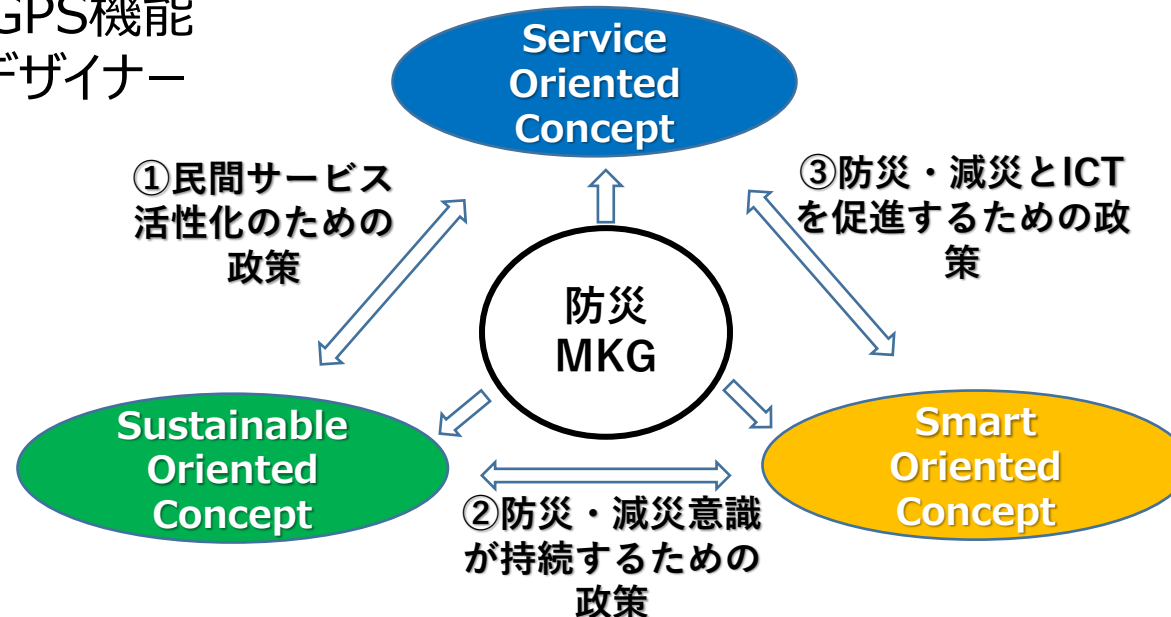 GPS機能
デザイナー
Service
Oriented
Concept
①民間サービス
活性化のための
政策
③防災・減災とICT
を促進するための政
策
防災
MKG
Sustainable
Oriented
Concept
Smart
Oriented
Concept
②防災・減災意識
が持続するための
政策